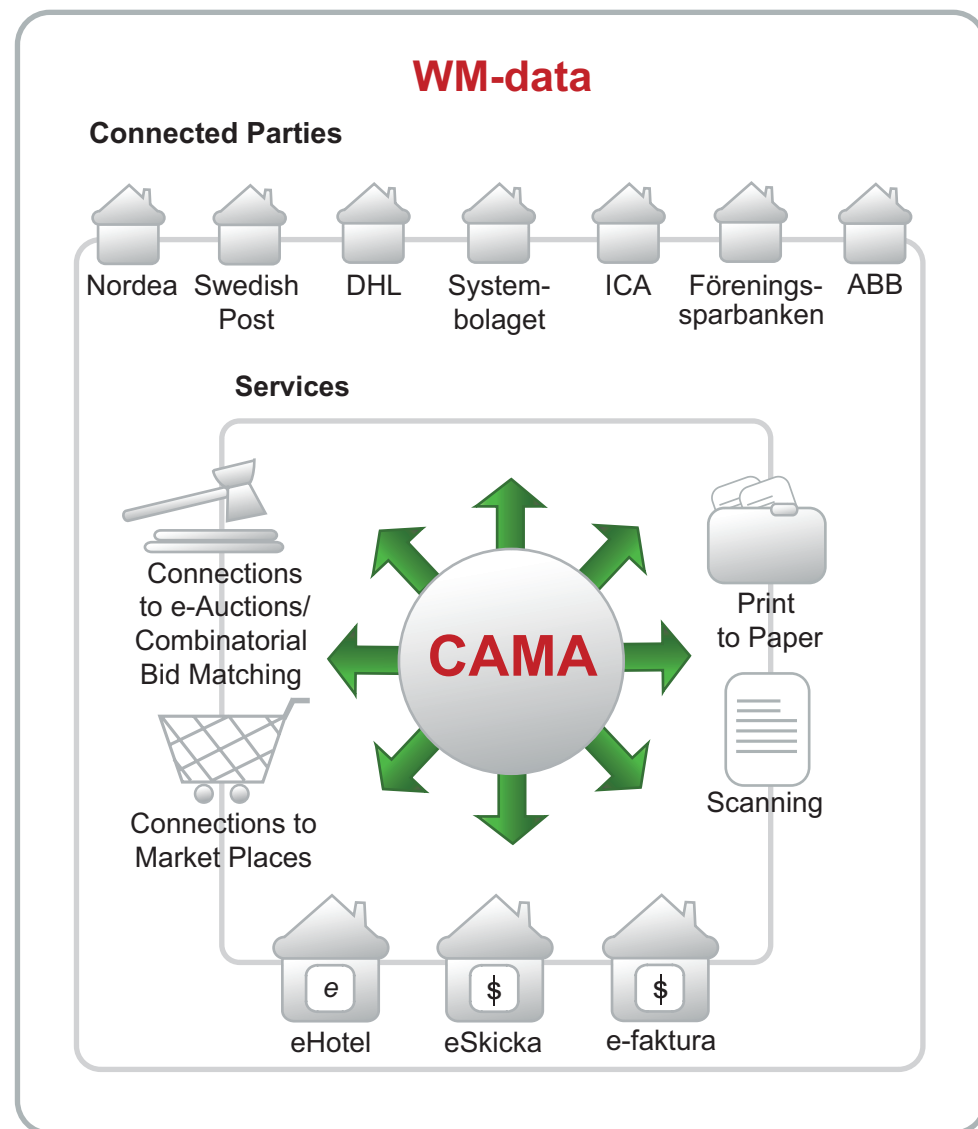 WM-data
Connected Parties
Nordea
Swedish
Post
DHL
System-
bolaget
ICA
Förenings-
sparbanken
ABB
Services
Connections
to e-Auctions/
Combinatorial
Bid Matching
CAMA
Print
to Paper
Connections to
Market Places
Scanning
e
$
$
eHotel
eSkicka
e-faktura